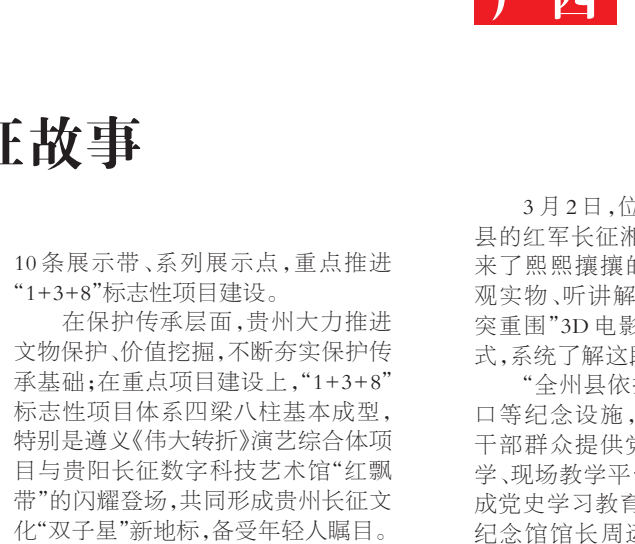 广西
征故事
10条展示带、系列展示点,重点推进
“1+3+8”标志性项目建设。
在保护传承层面,贵州大力推进
文物保护、价值挖掘,不断夯实保护传
承基础;在重点项目建设上,“1+3+8”
标志性项目体系四梁八柱基本成型,
特别是遵义《伟大转折》演艺综合体项
目与贵阳长征数字科技艺术馆“红飘
带”的闪耀登场,共同形成贵州长征文
化“双子星”新地标,备受年轻人瞩目。
3月2日,位
县的红军长征湘
来了熙熙攘攘的
观实物、听讲解
突重围”3D电影
式,系统了解这
“全州县依
口等纪念设施,
干部群众提供党
学、现场教学平
成党史学习教育
纪念馆馆长周运